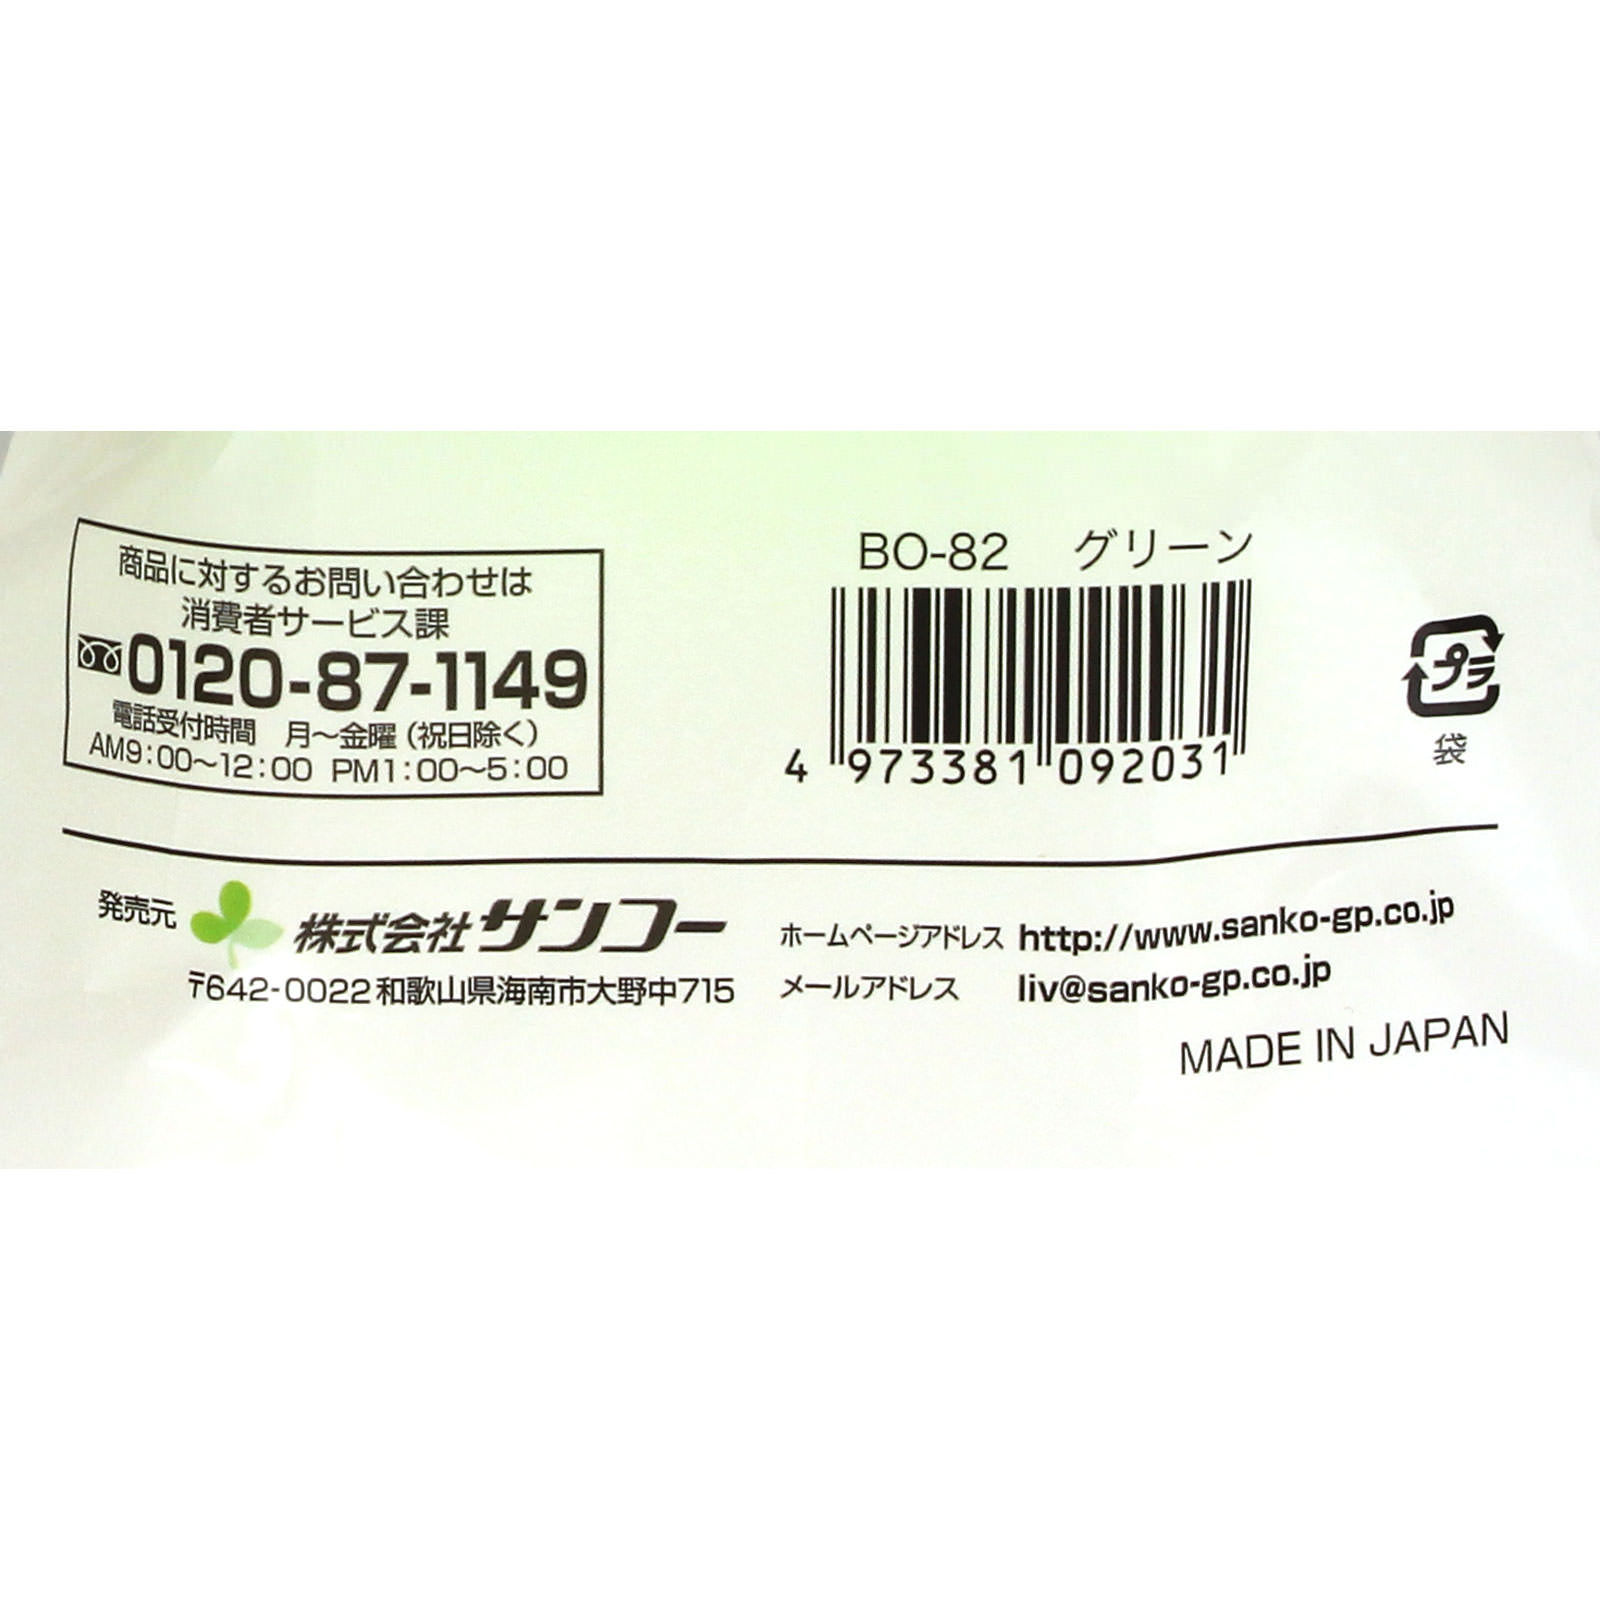 商品に対するお問い合わせは
消費者サービス課
0120-87-1149
電話受付時間 月〜金曜(祝日除く)
AM9:00〜12:00 PM1:00〜5:00
BO-82 グリーン
4 973381 092031
プラ
袋
発売元 株式会社サンコー
〒642-0022 和歌山県海南市大野中715
ホームページアドレス http://www.sanko-gp.co.jp
メールアドレス liv@sanko-gp.co.jp
MADE IN JAPAN